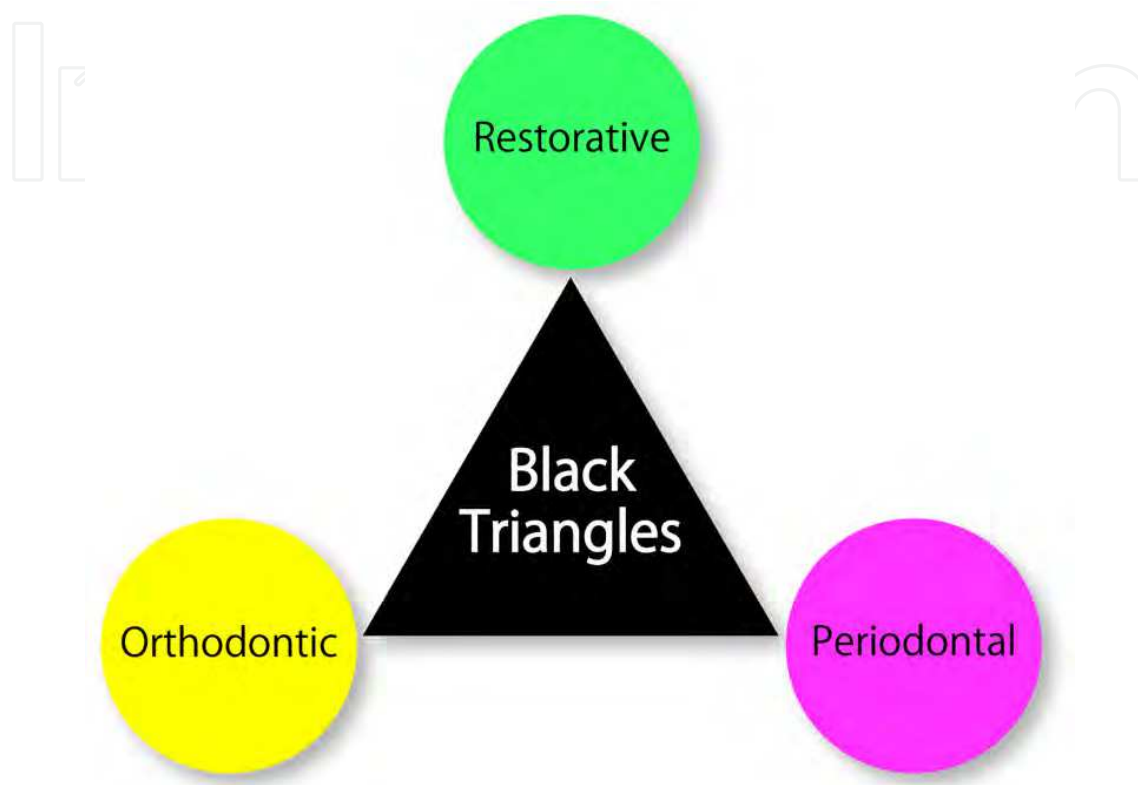 Restorative
Black
Triangles
Orthodontic
Periodontal